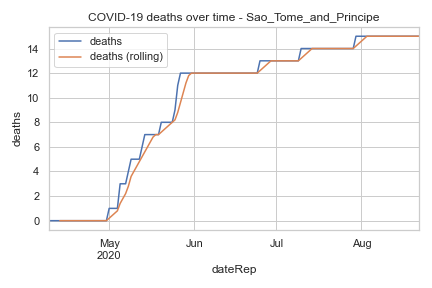 COVID-19 deaths over time - Sao_Tome_and_Principe
deaths
deaths (rolling)
14
12
10
8
6
4
2
0
deaths
May
2020
Jun
Jul
Aug
dateRep